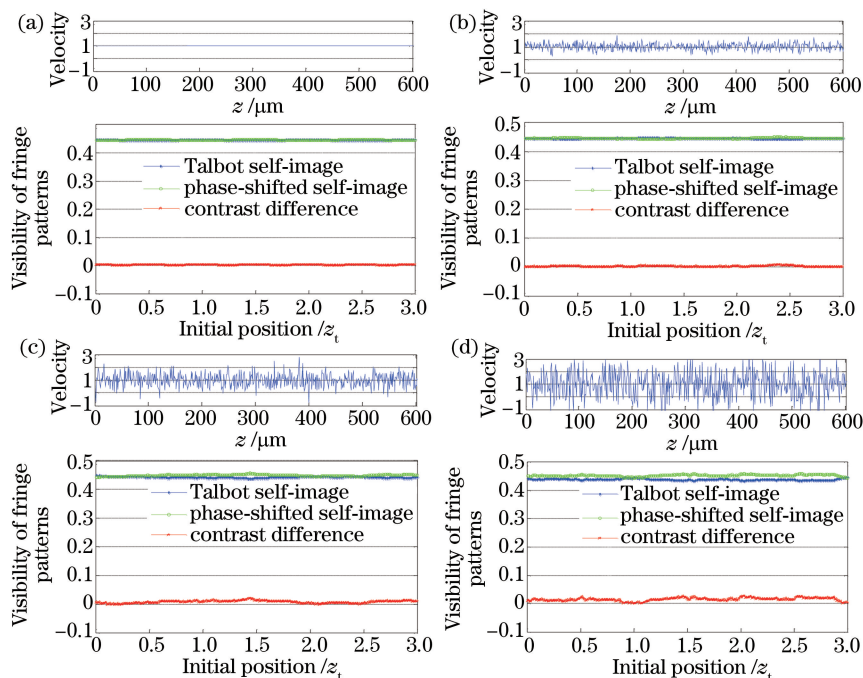 (a)
Velocity
3
1
−1
0 100 200 300 400 500 600
z /μm
Visibility of fringe
patterns
0.4
0.3
0.2
0.1
0
−0.1
Talbot self-image
phase-shifted self-image
contrast difference
0 0.5 1.0 1.5 2.0 2.5 3.0
Initial position /zt
(b)
Velocity
3
1
−1
0 100 200 300 400 500 600
z /μm
Visibility of fringe
patterns
0.5
0.4
0.3
0.2
0.1
0
−0.1
Talbot self-image
phase-shifted self-image
contrast difference
0 0.5 1.0 1.5 2.0 2.5 3.0
Initial position /zt
(c)
Velocity
3
1
−1
0 100 200 300 400 500 600
z /μm
Visibility of fringe
patterns
0.5
0.4
0.3
0.2
0.1
0
−0.1
Talbot self-image
phase-shifted self-image
contrast difference
0 0.5 1.0 1.5 2.0 2.5 3.0
Initial position /zt
(d)
Velocity
3
1
−1
0 100 200 300 400 500 600
z /μm
Visibility of fringe
patterns
0.5
0.4
0.3
0.2
0.1
0
−0.1
Talbot self-image
phase-shifted self-image
contrast difference
0 0.5 1.0 1.5 2.0 2.5 3.0
Initial position /zt